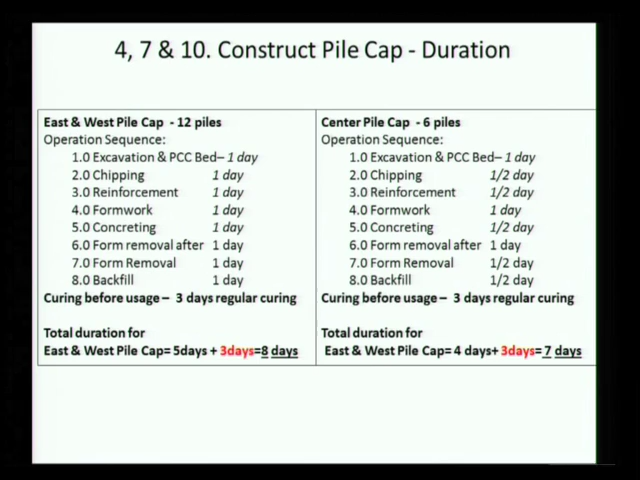 4, 7 & 10. Construct Pile Cap - Duration
East & West Pile Cap - 12 piles
Operation Sequence:
1.0 Excavation & PCC Bed– 1 day
2.0 Chipping 1 day
3.0 Reinforcement 1 day
4.0 Formwork 1 day
5.0 Concreting 1 day
6.0 Form removal after 1 day
7.0 Form Removal 1 day
8.0 Backfill 1 day
Curing before usage – 3 days regular curing
Total duration for
East & West Pile Cap= 5days + 3days=8 days
Center Pile Cap - 6 piles
Operation Sequence:
1.0 Excavation & PCC Bed– 1 day
2.0 Chipping 1/2 day
3.0 Reinforcement 1/2 day
4.0 Formwork 1 day
5.0 Concreting 1/2 day
6.0 Form removal after 1 day
7.0 Form Removal 1/2 day
8.0 Backfill 1/2 day
Curing before usage – 3 days regular curing
Total duration for
East & West Pile Cap= 4 days+ 3days= 7 days